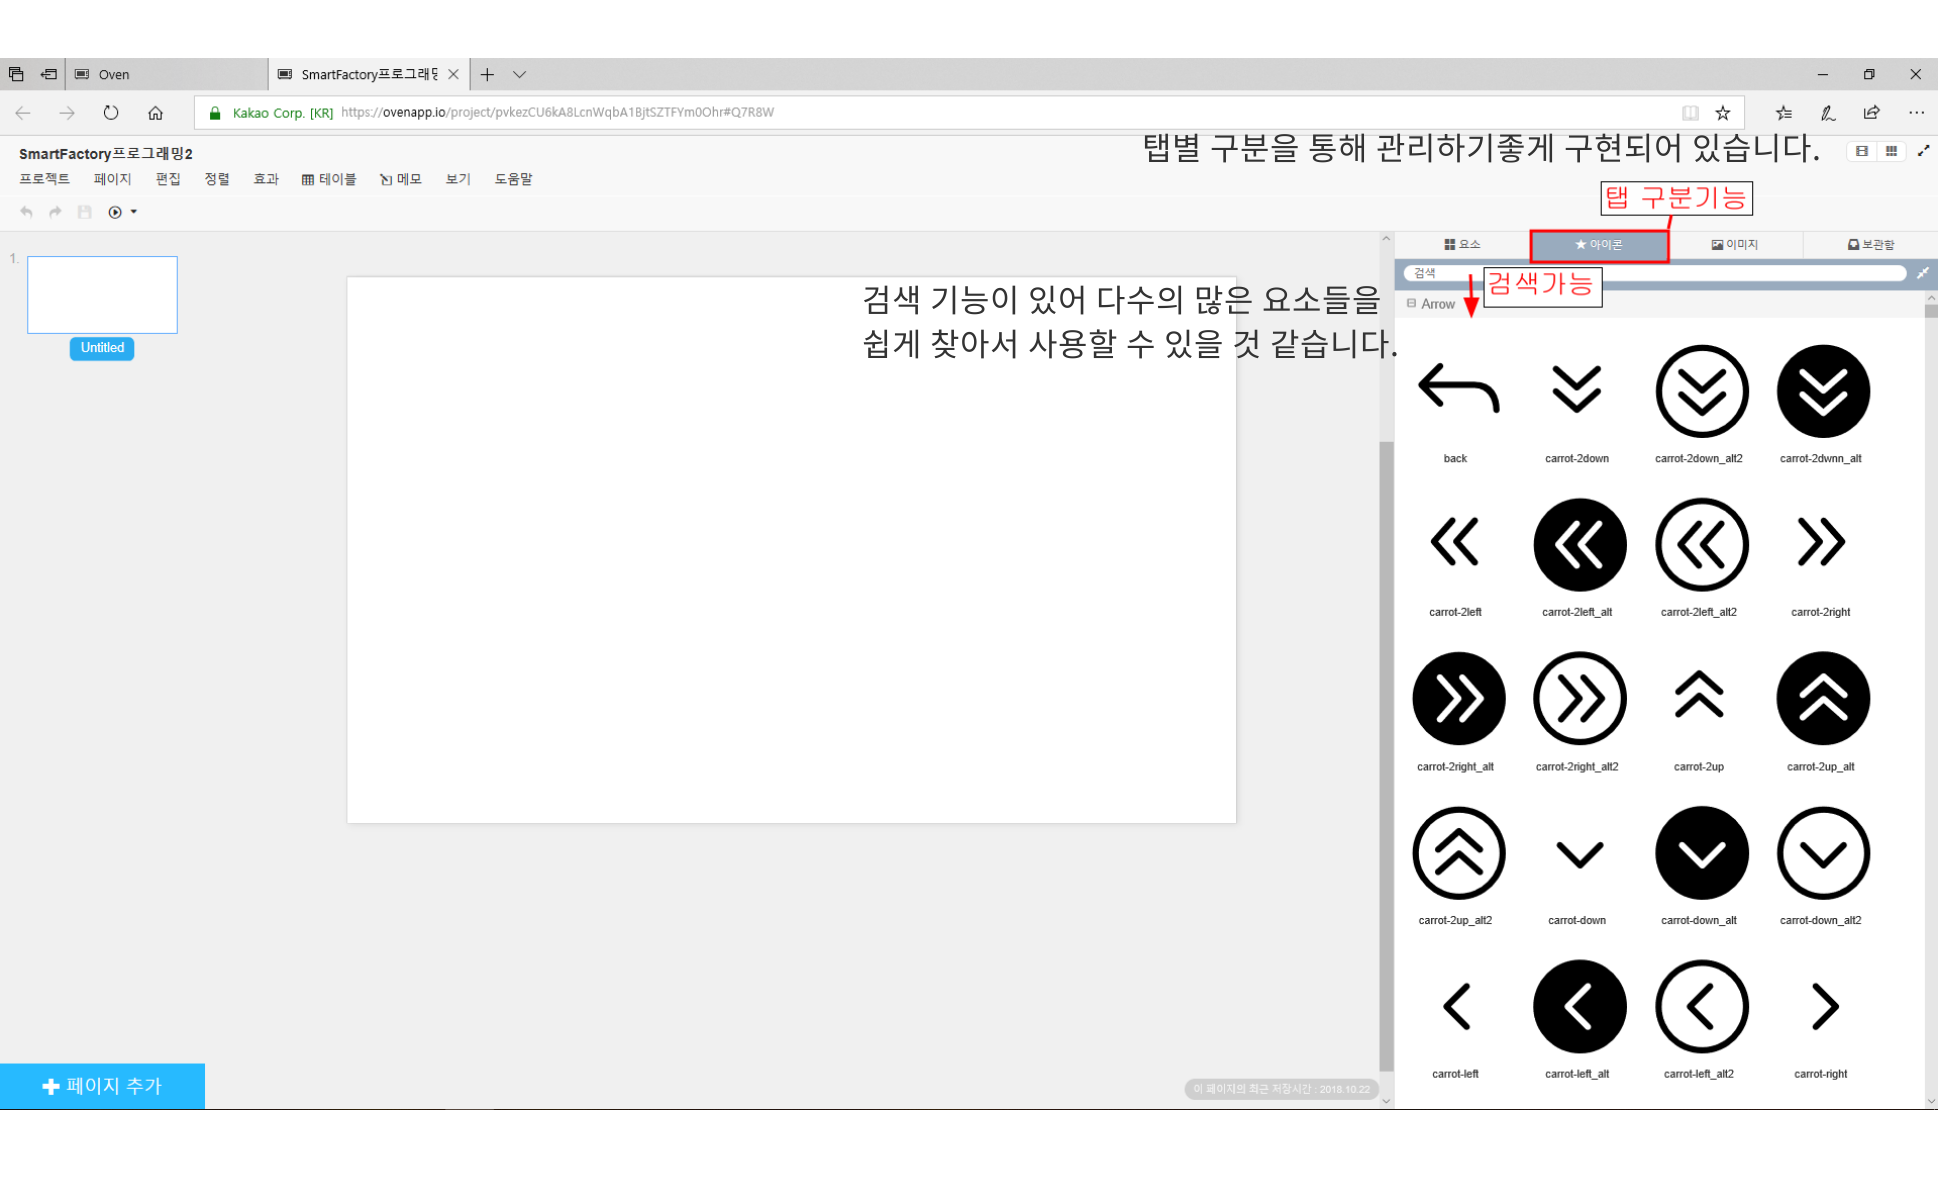 Oven
SmartFactory프로그래밍
Kakao Corp. [KR] https://ovenapp.io/project/pvkezCU6kA8LcnWqbA1BjtSZTFYm0Ohr#Q7R8W
탭별 구분을 통해 관리하기좋게 구현되어 있습니다.
SmartFactory프로그래밍2
프로젝트 페이지 편집 정렬 효과 테이블 메모 보기 도움말
탭 구분기능
요소 아이콘 이미지 보관함
1.
검색
검색가능
Arrow
검색 기능이 있어 다수의 많은 요소들을
쉽게 찾아서 사용할 수 있을 것 같습니다.
Untitled
back carrot-2down carrot-2down_alt2 carrot-2dwnn_alt
carrot-2left carrot-2left_alt carrot-2left_alt2 carrot-2right
carrot-2right_alt carrot-2right_alt2 carrot-2up carrot-2up_alt
carrot-2up_alt2 carrot-down carrot-down_alt carrot-down_alt2
carrot-left carrot-left_alt carrot-left_alt2 carrot-right
페이지 추가
이 페이지의 최근 저장시간 : 2018.10.22